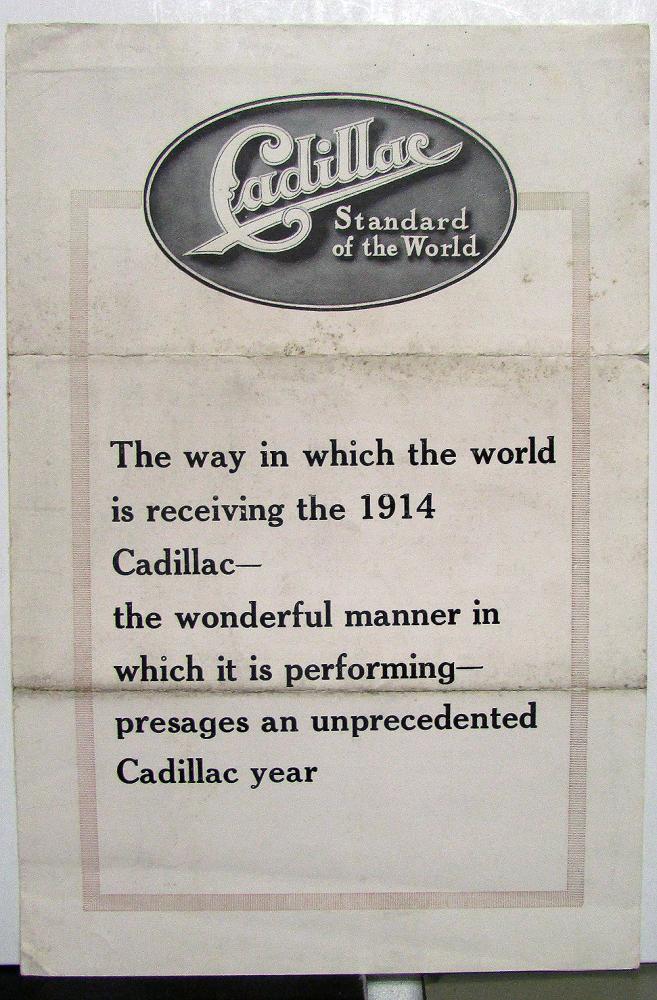 Cadillac
Standard
of the World
The way in which the world
is receiving the 1914
Cadillac—
the wonderful manner in
which it is performing—
presages an unprecedented
Cadillac year